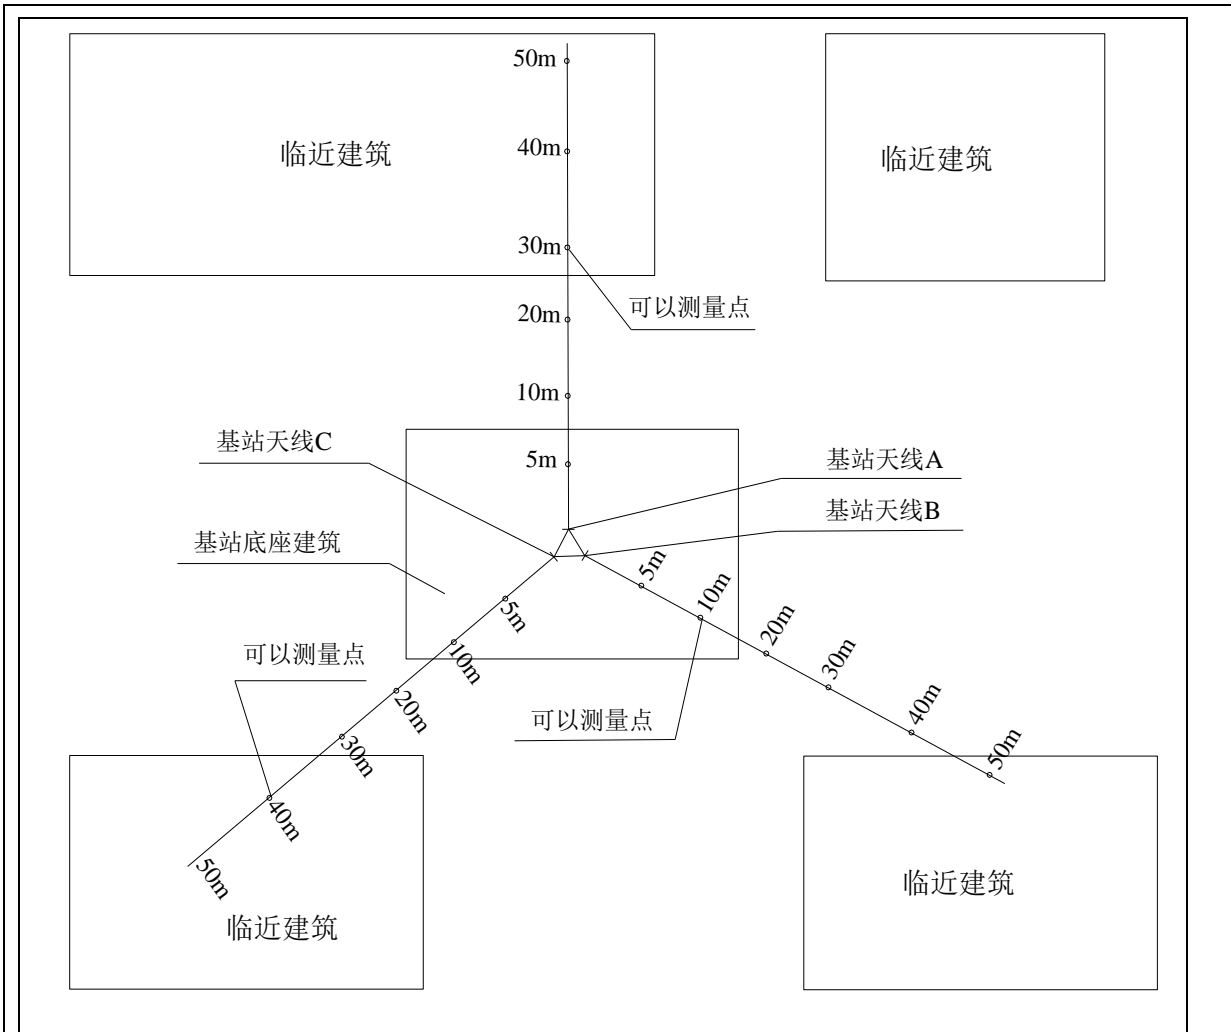 50m
临近建筑
40m
临近建筑
30m
可以测量点
20m
10m
基站天线C
5m
基站天线A
基站天线B
基站底座建筑
5m
5m
10m
可以测量点
10m
20m
20m
30m
可以测量点
30m
40m
40m
50m
50m
临近建筑
临近建筑